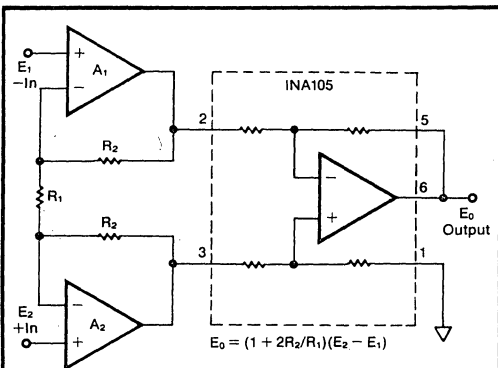 E₁
−In
+
−
A₁
INA105
2
5
R₂
R₁
−
+
6
E₀
Output
R₂
3
1
E₂
+In
−
+
A₂
E₀ = (1 + 2R₂/R₁)(E₂ − E₁)